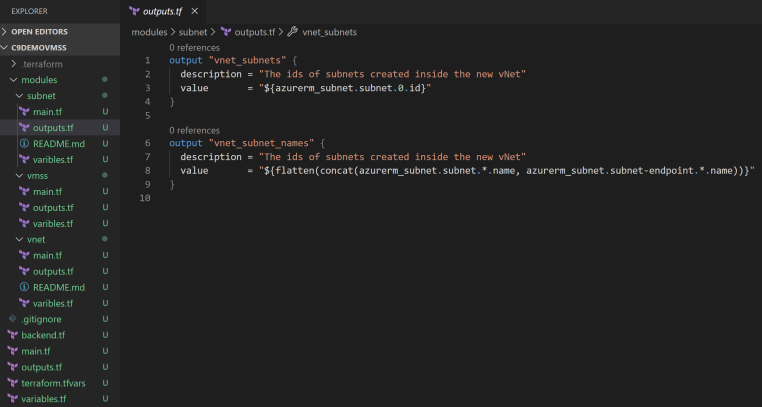 EXPLORER
OPEN EDITORS
C9DEMOVMSS
.terraform
modules
subnet
main.tf U
outputs.tf U
README.md U
varibles.tf U
vmss
main.tf U
outputs.tf U
varibles.tf U
vnet
main.tf U
outputs.tf U
README.md U
varibles.tf U
.gitignore U
backend.tf U
main.tf U
outputs.tf U
terraform.tfvars U
variables.tf U
outputs.tf ×
modules > subnet > outputs.tf > vnet_subnets
0 references
1 output "vnet_subnets" {
2 description = "The ids of subnets created inside the new vNet"
3 value = "${azurerm_subnet.subnet.0.id}"
4 }
5
0 references
6 output "vnet_subnet_names" {
7 description = "The ids of subnets created inside the new vNet"
8 value = "${flatten(concat(azurerm_subnet.subnet.*.name, azurerm_subnet.subnet-endpoint.*.name))}"
9 }
10